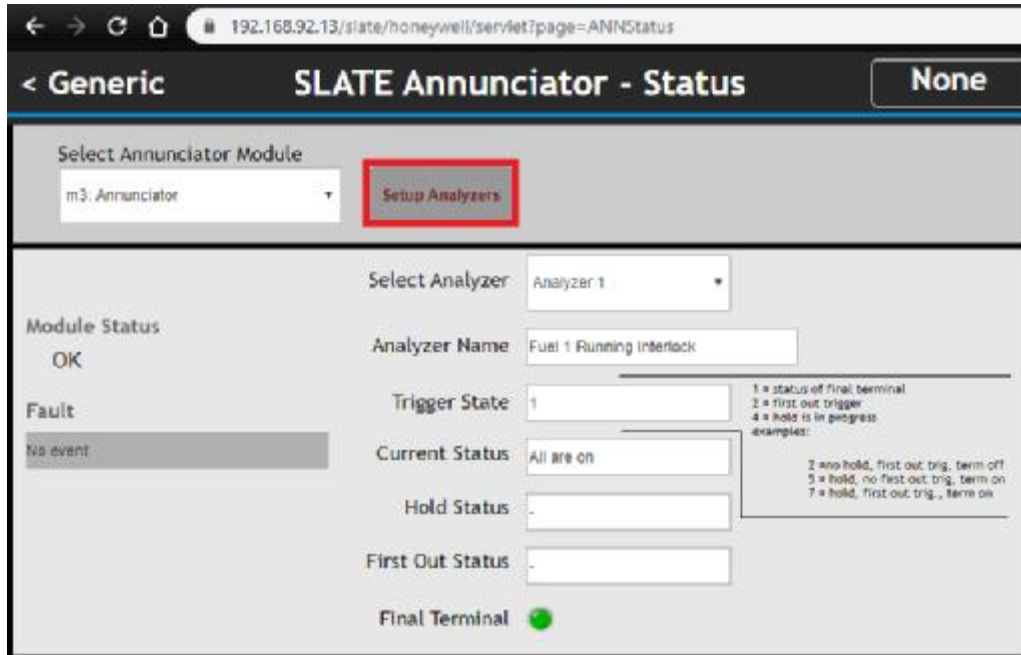 192.168.92.13/slate/honeywell/servlet?page=ANNStatus
< Generic
SLATE Annunciator - Status
None
Select Annunciator Module
m3: Annunciator
Setup Analyzers
Select Analyzer
Analyzer 1
Module Status
OK
Analyzer Name
Fuel 1 Running Interlock
Fault
No event
Trigger State
1
1 = status of final terminal
2 = first out trigger
4 = hold is in progress
examples:
2 =no hold, first out trig, term off
5 = hold, no first out trig, term on
7 = hold, first out trig., term on
Current Status
All are on
Hold Status
-
First Out Status
-
Final Terminal